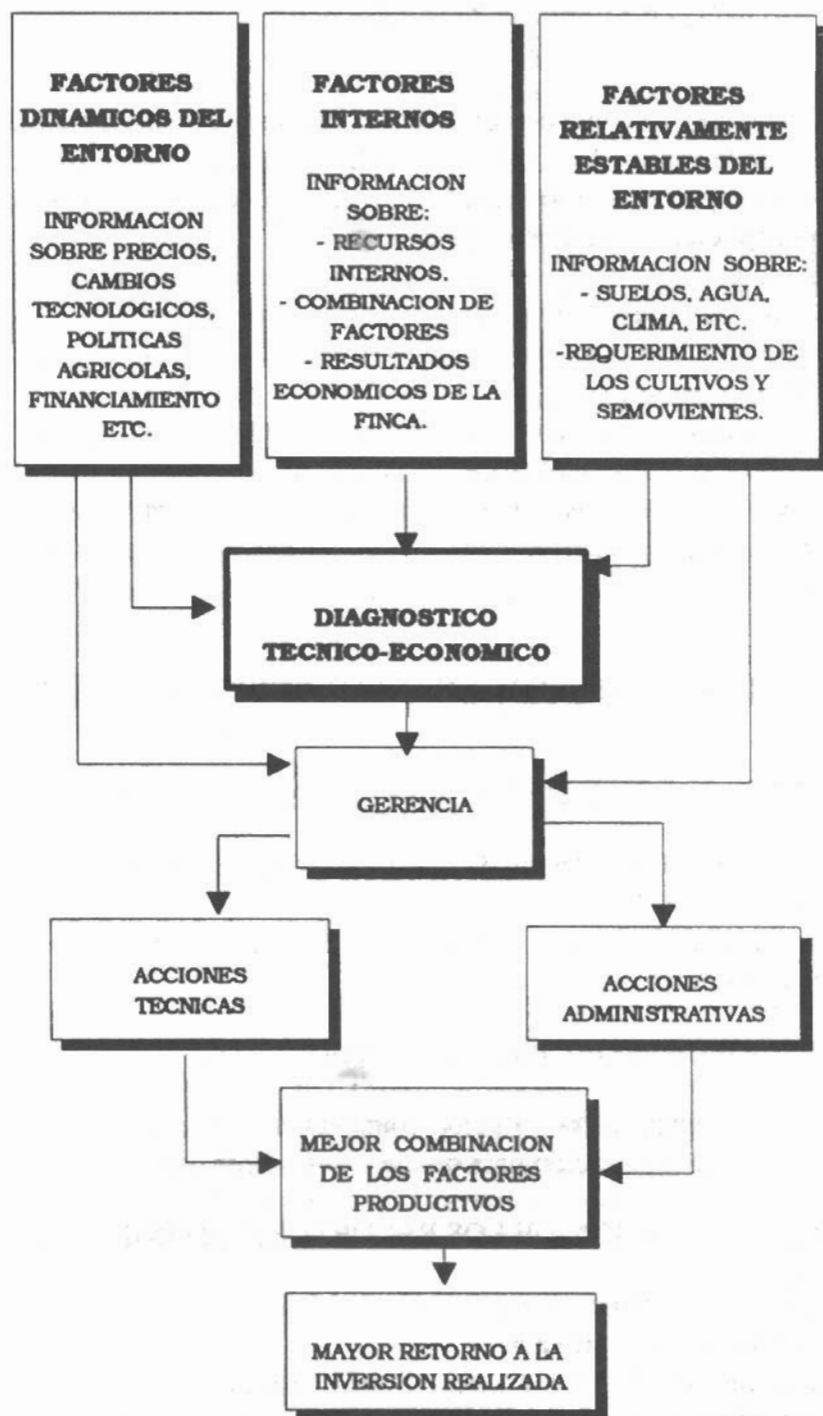 FACTORES
DINAMICOS DEL
ENTORNO
INFORMACION
SOBRE PRECIOS,
CAMBIOS
TECNOLOGICOS,
POLITICAS
AGRICOLAS,
FINANCIAMIENTO
ETC.
FACTORES
INTERNOS
INFORMACION
SOBRE:
- RECURSOS
INTERNOS.
- COMBINACION DE
FACTORES
- RESULTADOS
ECONOMICOS DE LA
FINCA.
FACTORES
RELATIVAMENTE
ESTABLES DEL
ENTORNO
INFORMACION SOBRE:
- SUELOS, AGUA,
CLIMA, ETC.
-REQUERIMIENTO DE
LOS CULTIVOS Y
SEMOVIENTES.
DIAGNOSTICO
TECNICO-ECONOMICO
GERENCIA
ACCIONES
TECNICAS
ACCIONES
ADMINISTRATIVAS
MEJOR COMBINACION
DE LOS FACTORES
PRODUCTIVOS
MAYOR RETORNO A LA
INVERSION REALIZADA